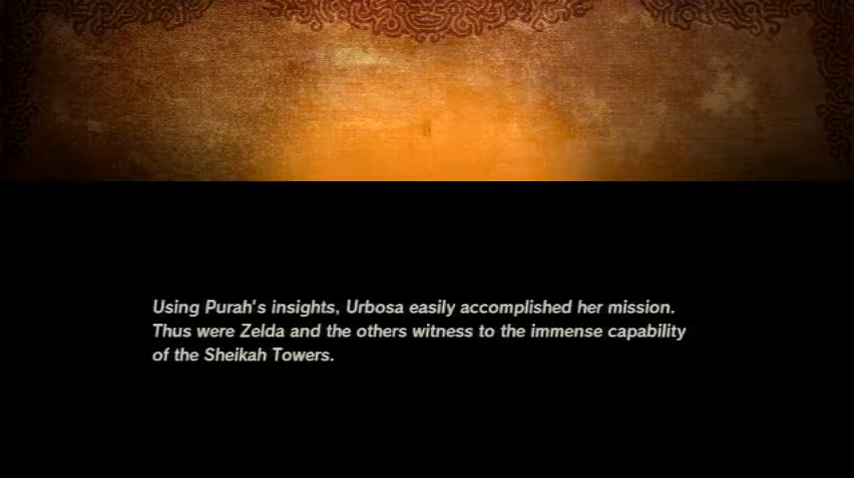 Using Purah's insights, Urbosa easily accomplished her mission.
Thus were Zelda and the others witness to the immense capability
of the Sheikah Towers.